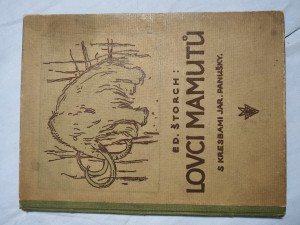 ED. ŠTORCH:
LOVCI MAMUTŮ
S KRESBAMI JAR. PANUŠKY.